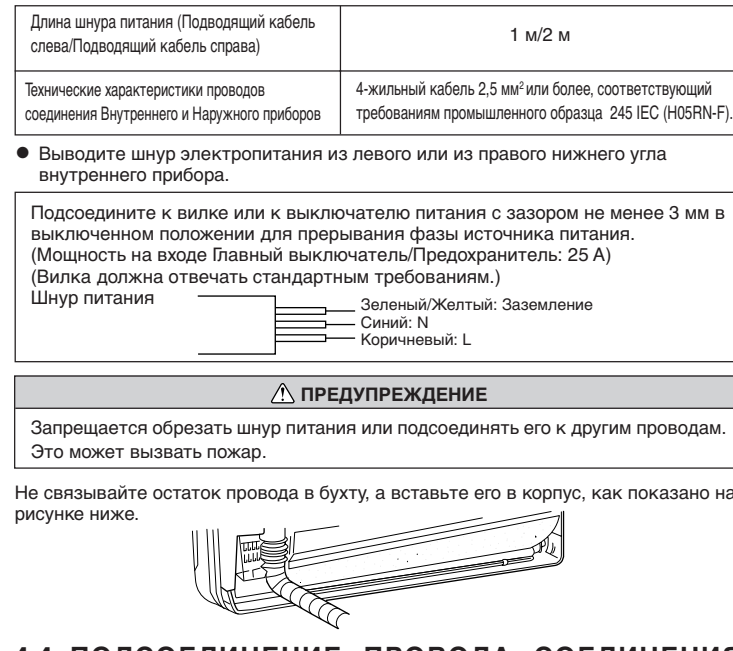 Длина шнура питания (Подводящий кабель
слева/Подводящий кабель справа)
1 м/2 м
Технические характеристики проводов
соединения Внутреннего и Наружного приборов
4-жильный кабель 2,5 мм² или более, соответствующий
требованиям промышленного образца 245 IEC (H05RN-F).
● Выводите шнур электропитания из левого или из правого нижнего угла
внутреннего прибора.
Подсоедините к вилке или к выключателю питания с зазором не менее 3 мм в
выключенном положении для прерывания фазы источника питания.
(Мощность на входе Главный выключатель/Предохранитель: 25 А)
(Вилка должна отвечать стандартным требованиям.)
Шнур питания
Зеленый/Желтый: Заземление
Синий: N
Коричневый: L
ПРЕДУПРЕЖДЕНИЕ
Запрещается обрезать шнур питания или подсоединять его к другим проводам.
Это может вызвать пожар.
Не связывайте остаток провода в бухту, а вставьте его в корпус, как показано на
рисунке ниже.
4.4 ПОДСОЕДИНЕНИЕ ПРОВОДА СОЕДИНЕНИЯ